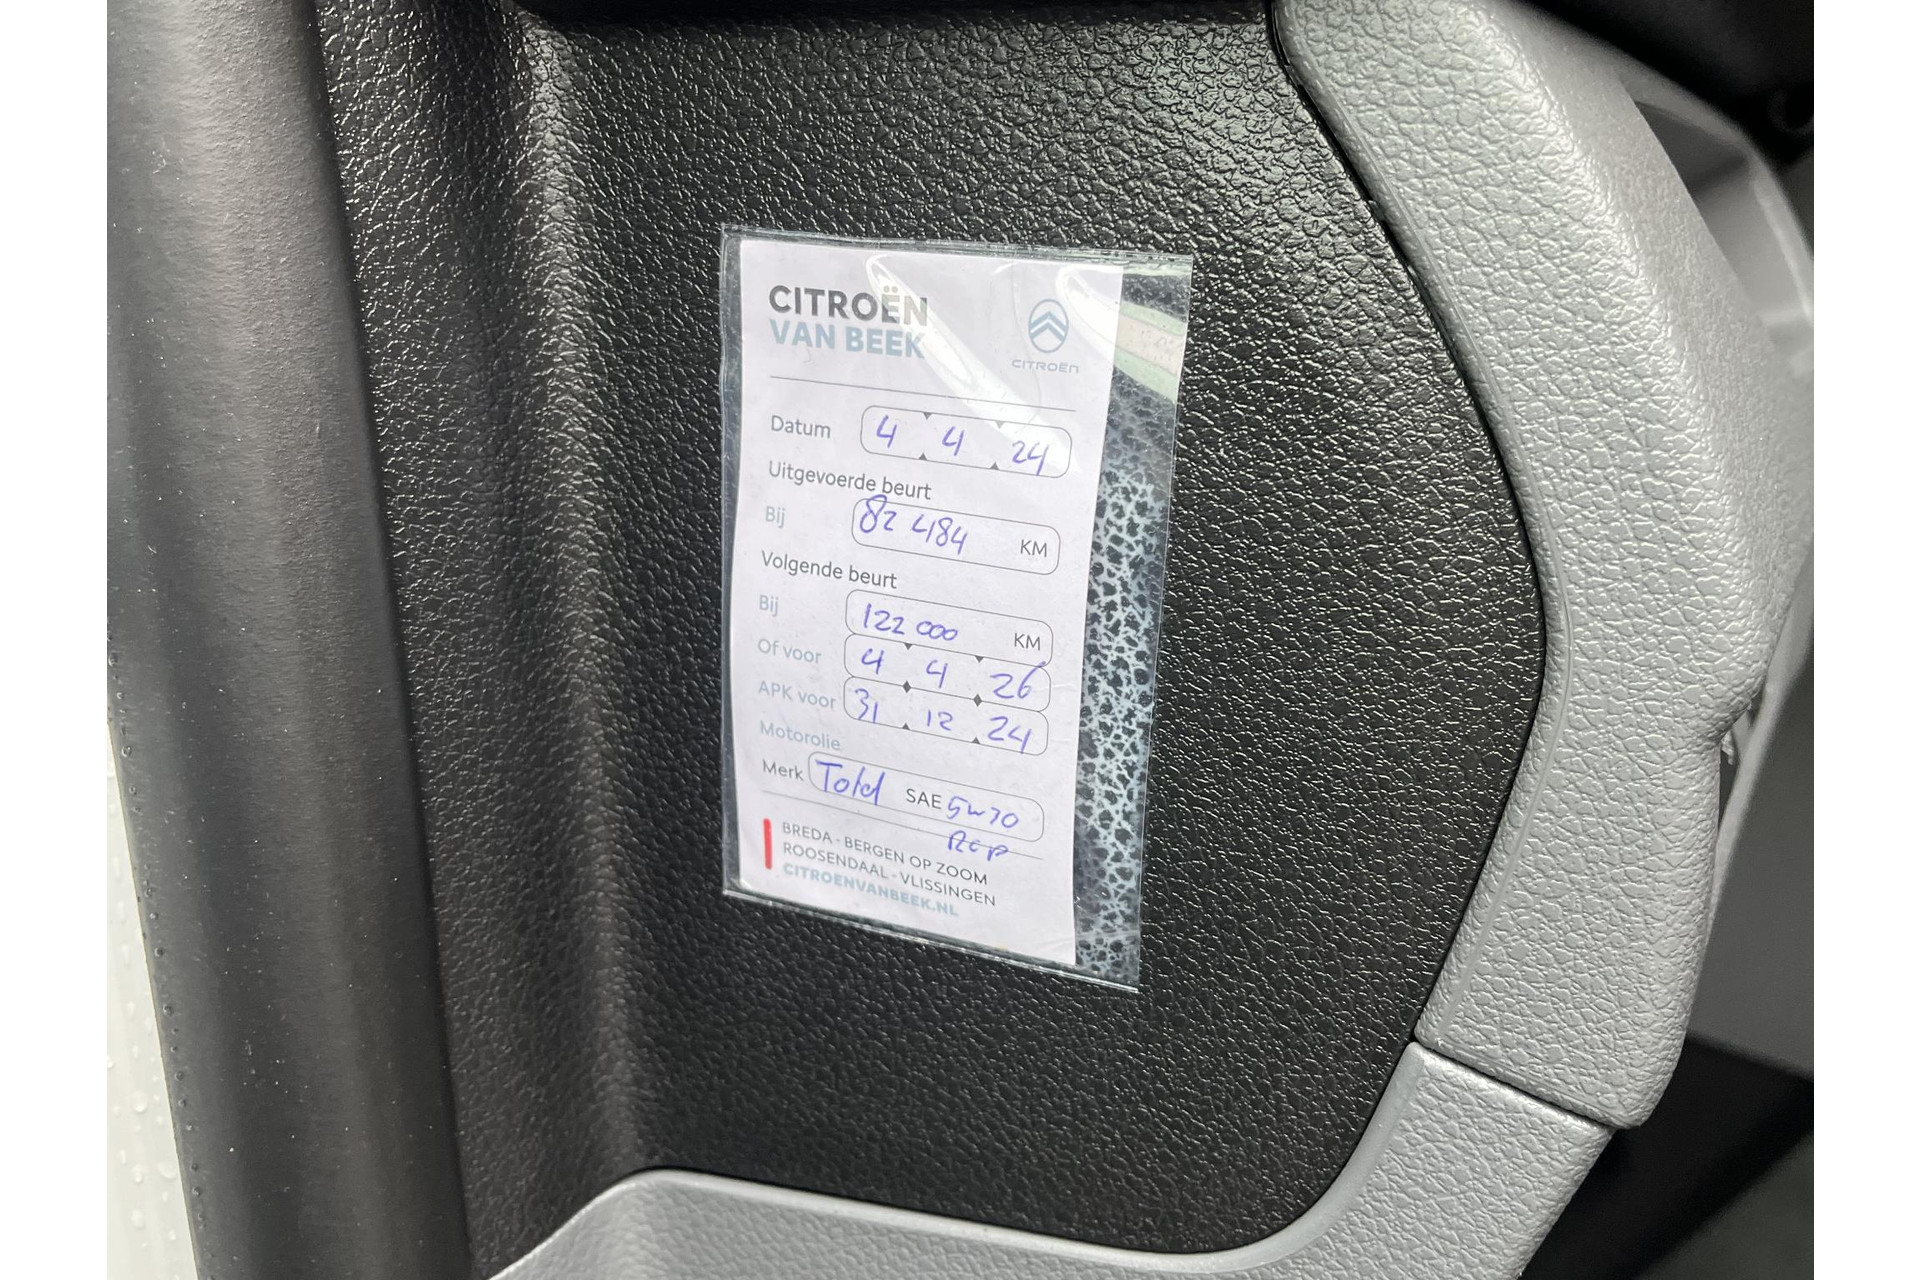 CITROËN
VAN BEEK
CITROËN
Datum 4 4 24
Uitgevoerde beurt
Bij 82 484 KM
Volgende beurt
Bij 122 000 KM
Of voor 4 4 26
APK voor 31 12 24
Motorolie
Merk SAE 5w30
BREDA - BERGEN OP ZOOM
ROOSENDAAL - VLISSINGEN
CITROENVANBEEK.NL